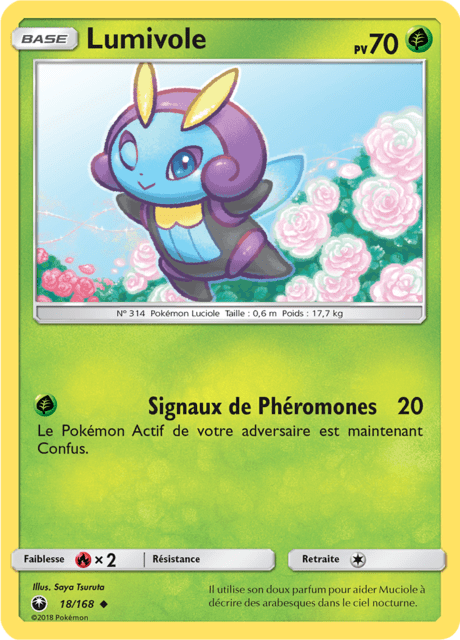 BASE Lumivole PV70
N° 314 Pokémon Luciole Taille : 0,6 m Poids : 17,7 kg
Signaux de Phéromones 20
Le Pokémon Actif de votre adversaire est maintenant
Confus.
Faiblesse ×2 Résistance Retraite
Illus. Saya Tsuruta
18/168
©2018 Pokémon
Il utilise son doux parfum pour aider Muciole à
décrire des arabesques dans le ciel nocturne.